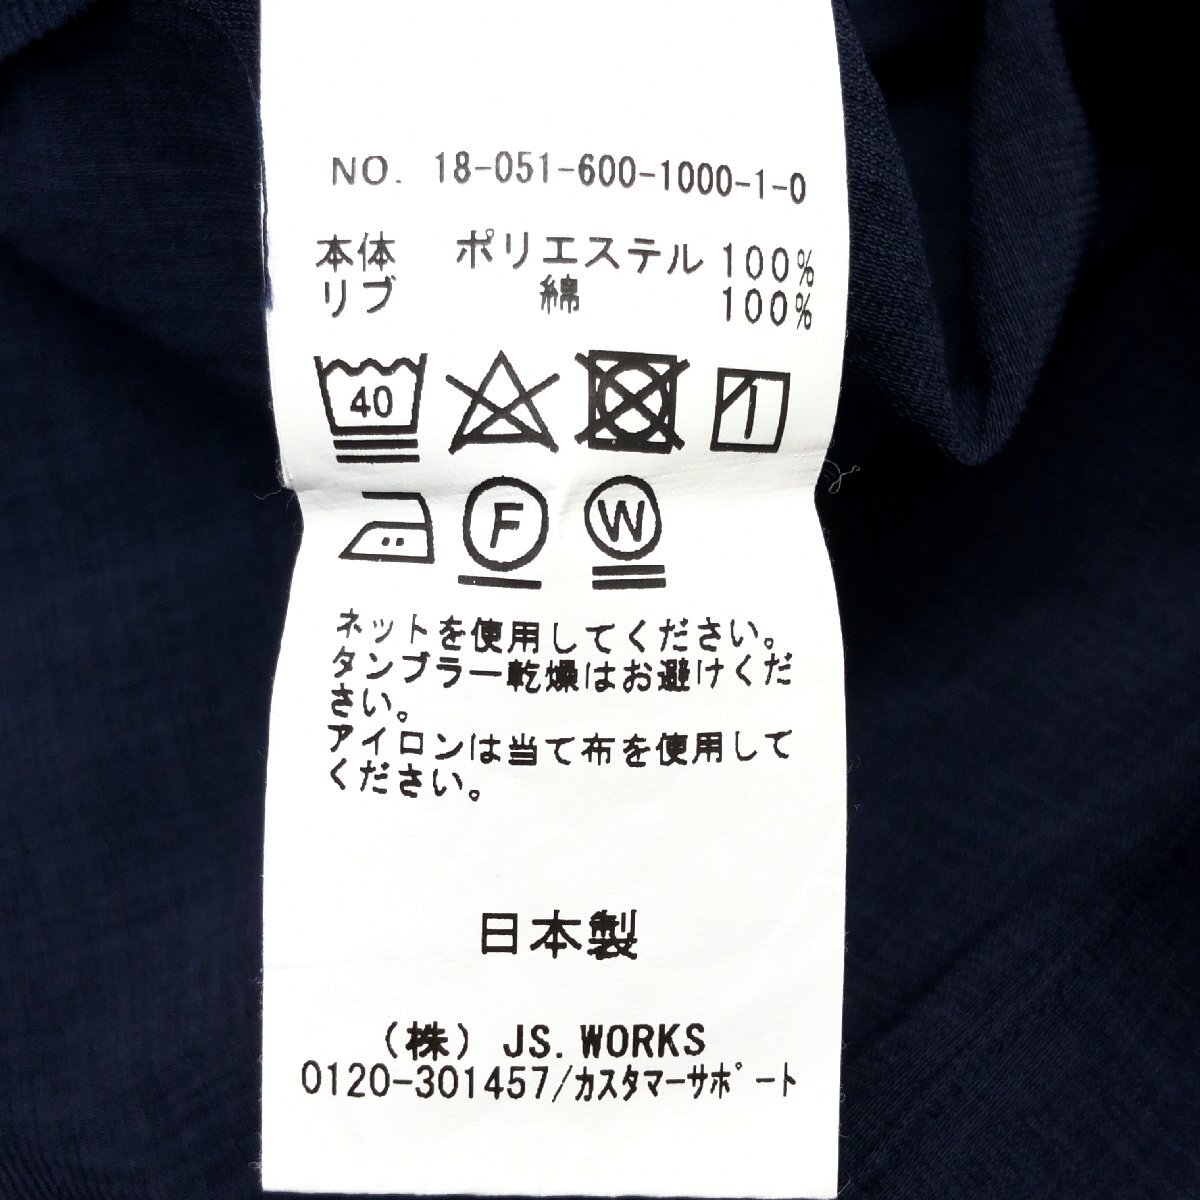 NO. 18-051-600-1000-1-0
本体 ポリエステル 100%
リブ 綿 100%
40
F W
ネットを使用してください。
タンブラー乾燥はお避けくだ
さい。
アイロンは当て布を使用して
ください。
日本製
(株) JS. WORKS
0120-301457/カスタマーサポート